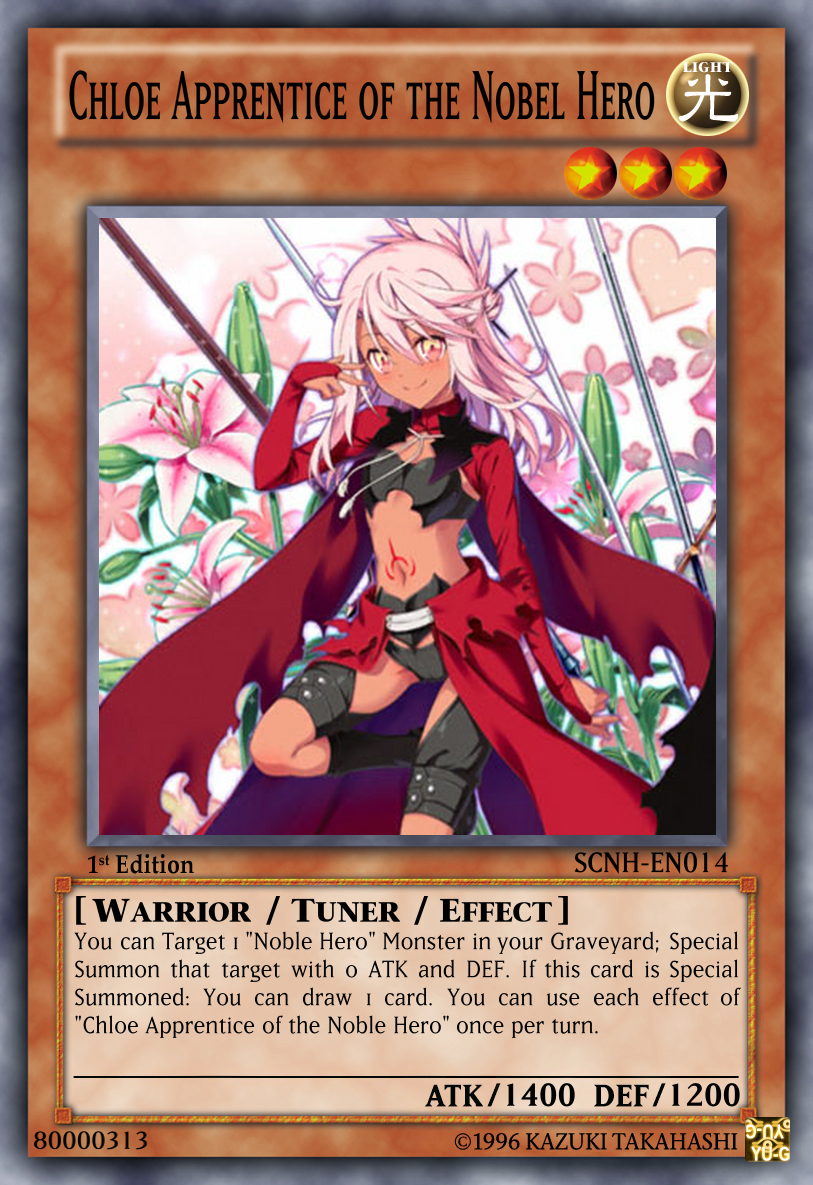 Chloe Apprentice of the Nobel Hero
LIGHT
光
1st Edition
SCNH-EN014
[ Warrior / Tuner / Effect ]
You can Target 1 "Noble Hero" Monster in your Graveyard; Special
Summon that target with 0 ATK and DEF. If this card is Special
Summoned: You can draw 1 card. You can use each effect of
"Chloe Apprentice of the Noble Hero" once per turn.
ATK/1400 DEF/1200
80000313
©1996 KAZUKI TAKAHASHI